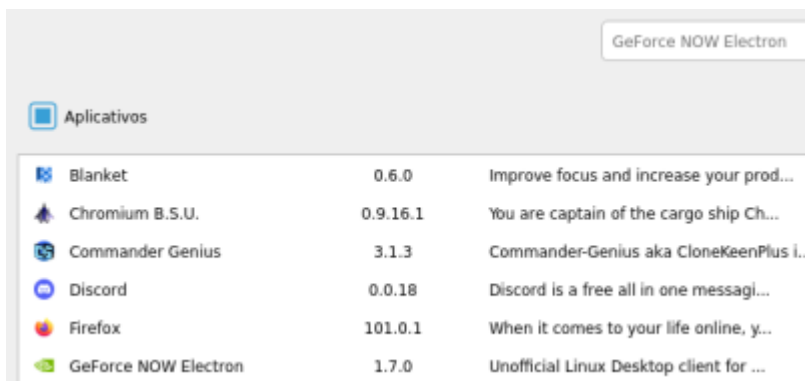 GeForce NOW Electron
Aplicativos
Blanket 0.6.0 Improve focus and increase your prod...
Chromium B.S.U. 0.9.16.1 You are captain of the cargo ship Ch...
Commander Genius 3.1.3 Commander-Genius aka CloneKeenPlus i..
Discord 0.0.18 Discord is a free all in one messagi...
Firefox 101.0.1 When it comes to your life online, y...
GeForce NOW Electron 1.7.0 Unofficial Linux Desktop client for ...